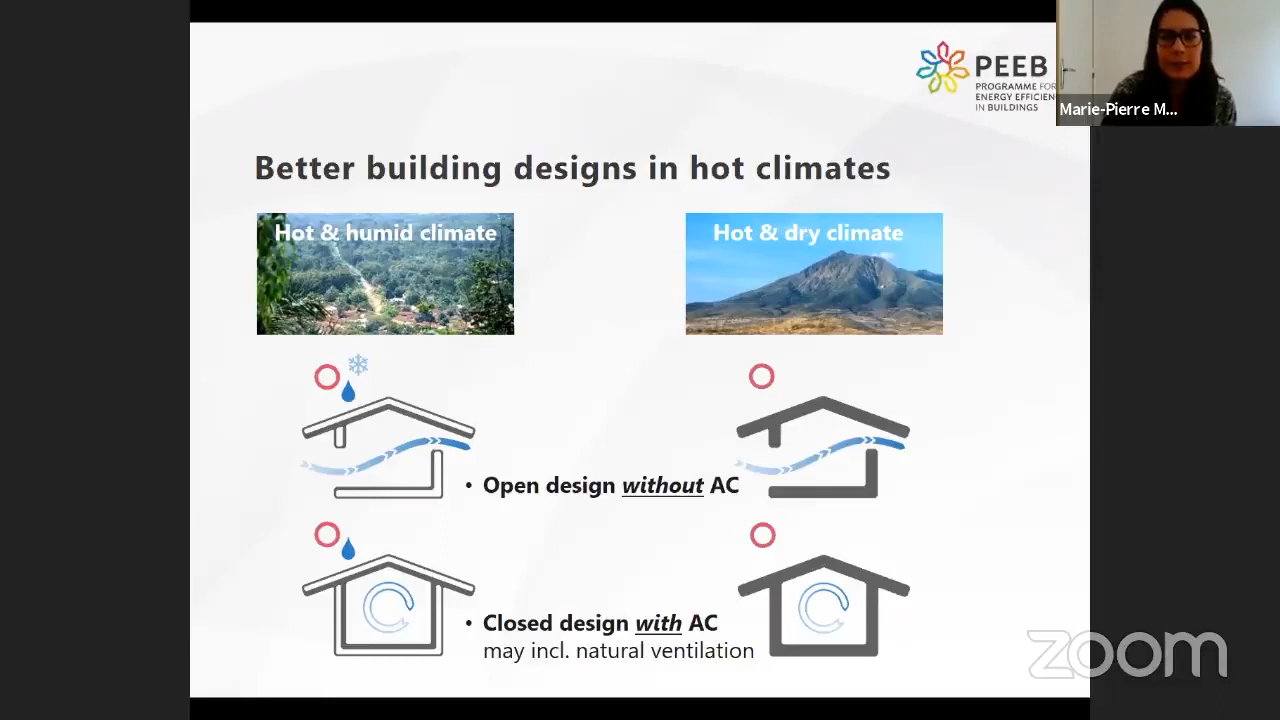 PEEB
PROGRAMME FOR
ENERGY EFFICIEN
IN BUILDINGS
Marie-Pierre M...
Better building designs in hot climates
Hot & humid climate
Hot & dry climate
• Open design without AC
• Closed design with AC
may incl. natural ventilation
zoom